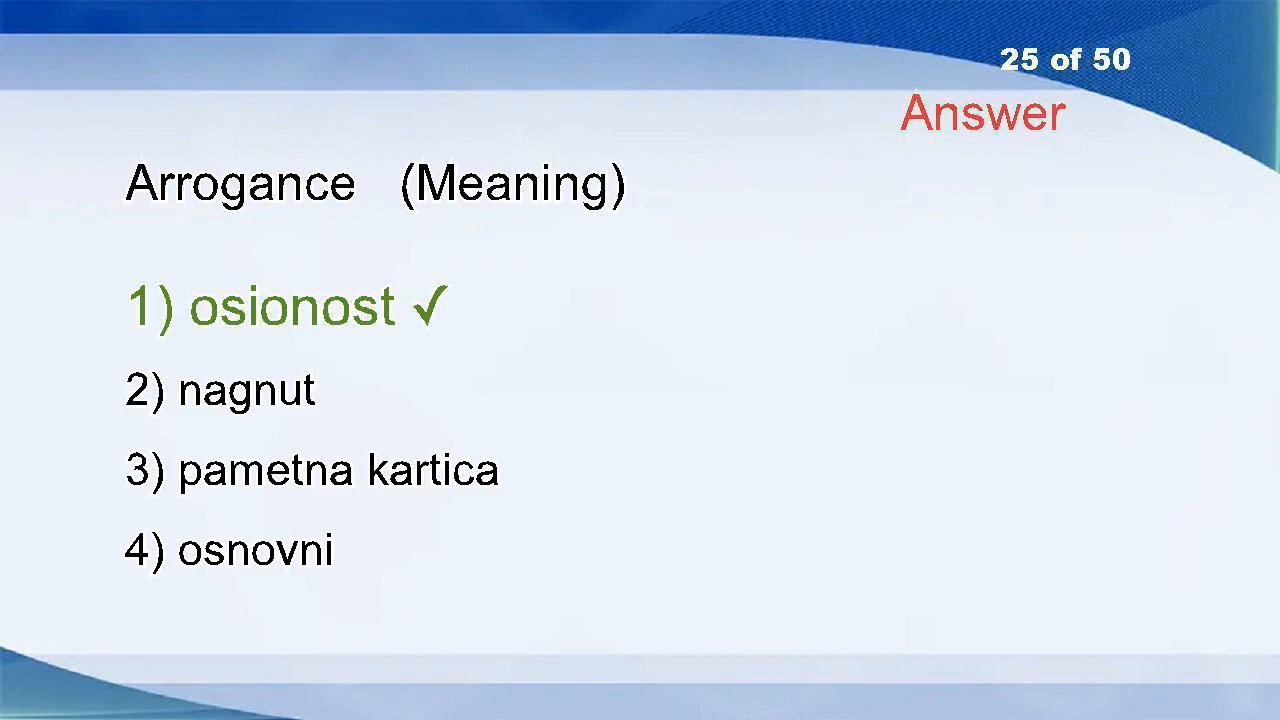 25 of 50
Answer
Arrogance (Meaning)
1) osionost ✓
2) nagnut
3) pametna kartica
4) osnovni